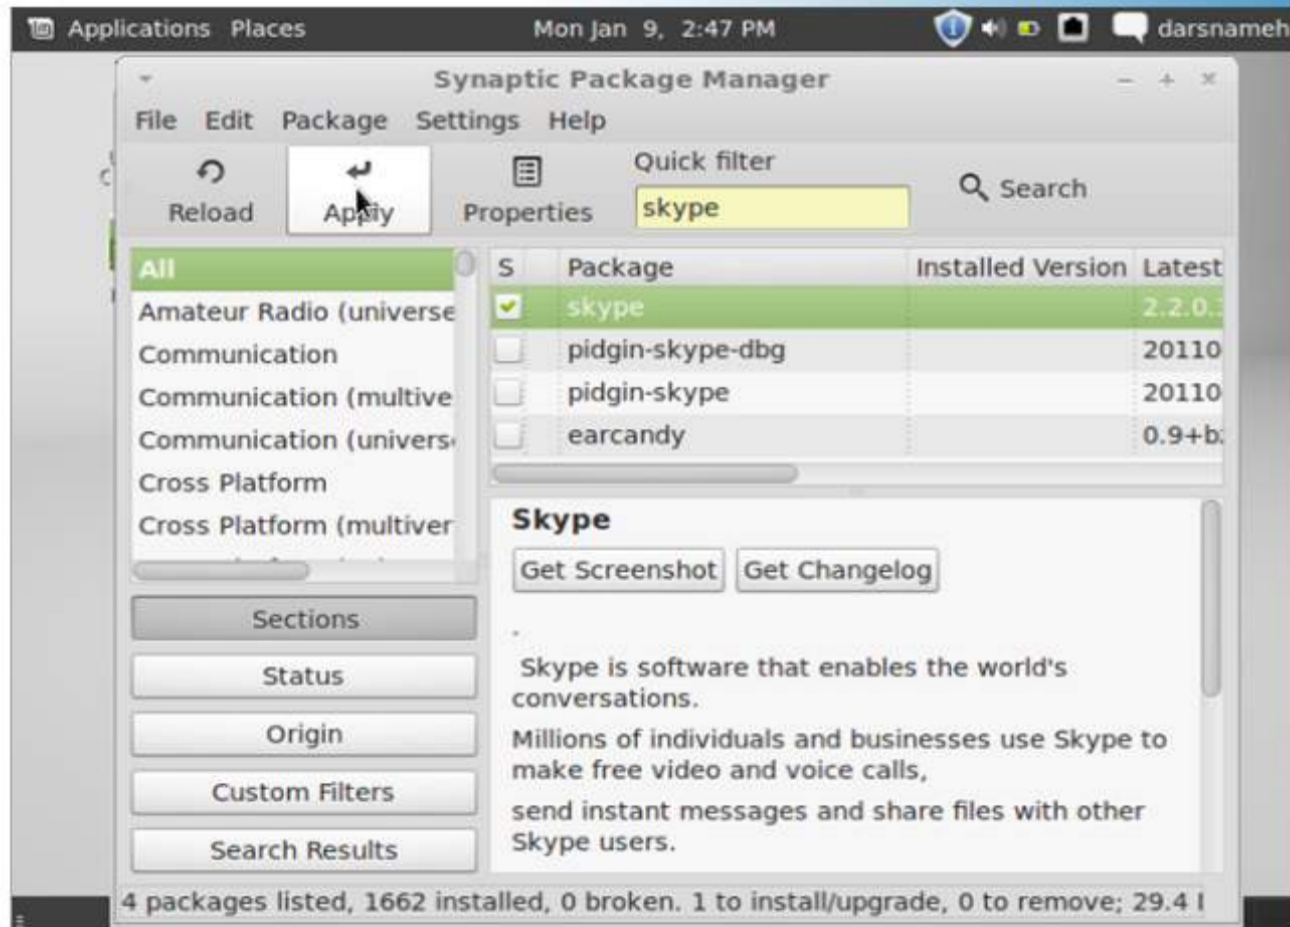 Applications Places Mon Jan 9, 2:47 PM darsnameh
Synaptic Package Manager
File Edit Package Settings Help
Reload Apply Properties Quick filter skype Search
All
Amateur Radio (universe
Communication
Communication (multive
Communication (univers
Cross Platform
Cross Platform (multiver
S Package Installed Version Latest
skype 2.2.0.
pidgin-skype-dbg 20110
pidgin-skype 20110
earcandy 0.9+b
Sections
Status
Origin
Custom Filters
Search Results
Skype
Get Screenshot Get Changelog
.
Skype is software that enables the world's
conversations.
Millions of individuals and businesses use Skype to
make free video and voice calls,
send instant messages and share files with other
Skype users.
4 packages listed, 1662 installed, 0 broken. 1 to install/upgrade, 0 to remove; 29.4